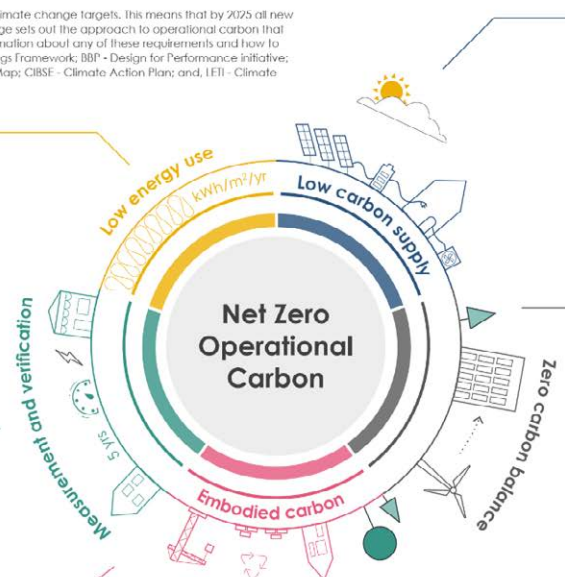 imate change targets. This means that by 2025 all new
ge sets out the approach to operational carbon that
mation about any of these requirements and how to
gs Framework; BBP - Design for Performance initiative;
Map; CIBSE - Climate Action Plan; and, LETI - Climate
Low energy use
kWh/m²/yr
Low carbon supply
Net Zero
Operational
Carbon
Measurement and verification
5 yrs
Zero carbon balance
Embodied carbon